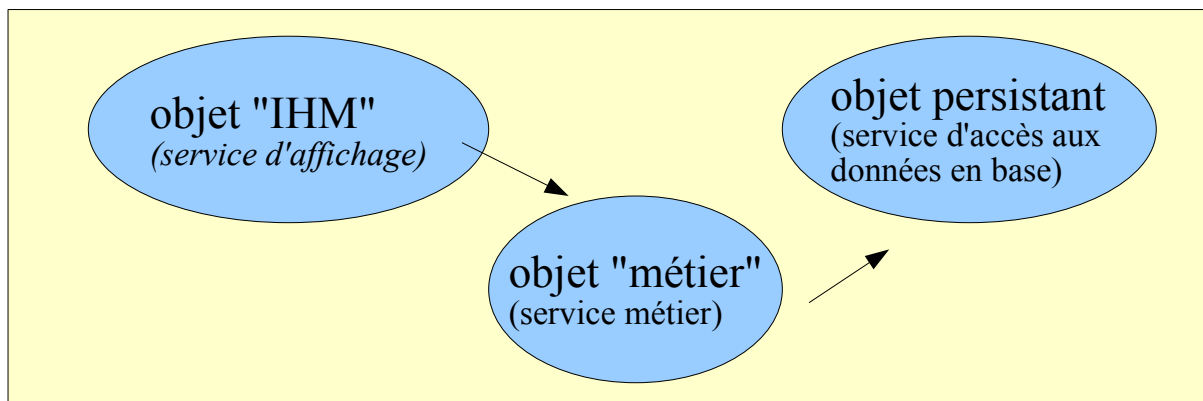 objet "IHM"
(service d'affichage)
objet persistant
(service d'accès aux
données en base)
objet "métier"
(service métier)